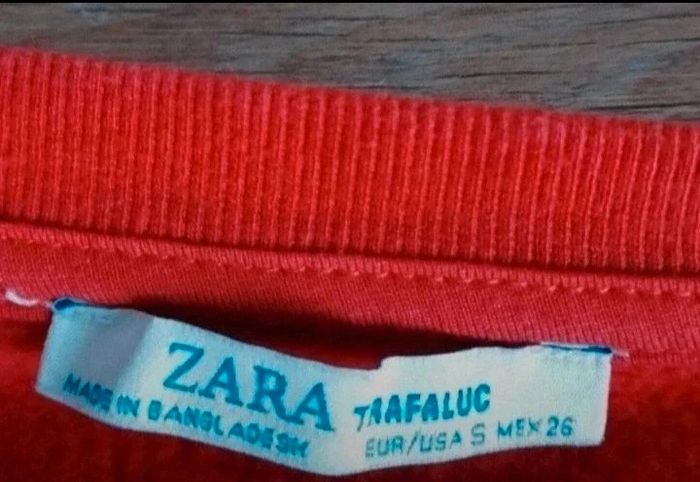 ZARA
MADE IN BANGLADESH
TRAFALUC
EUR/USA S MEX 26